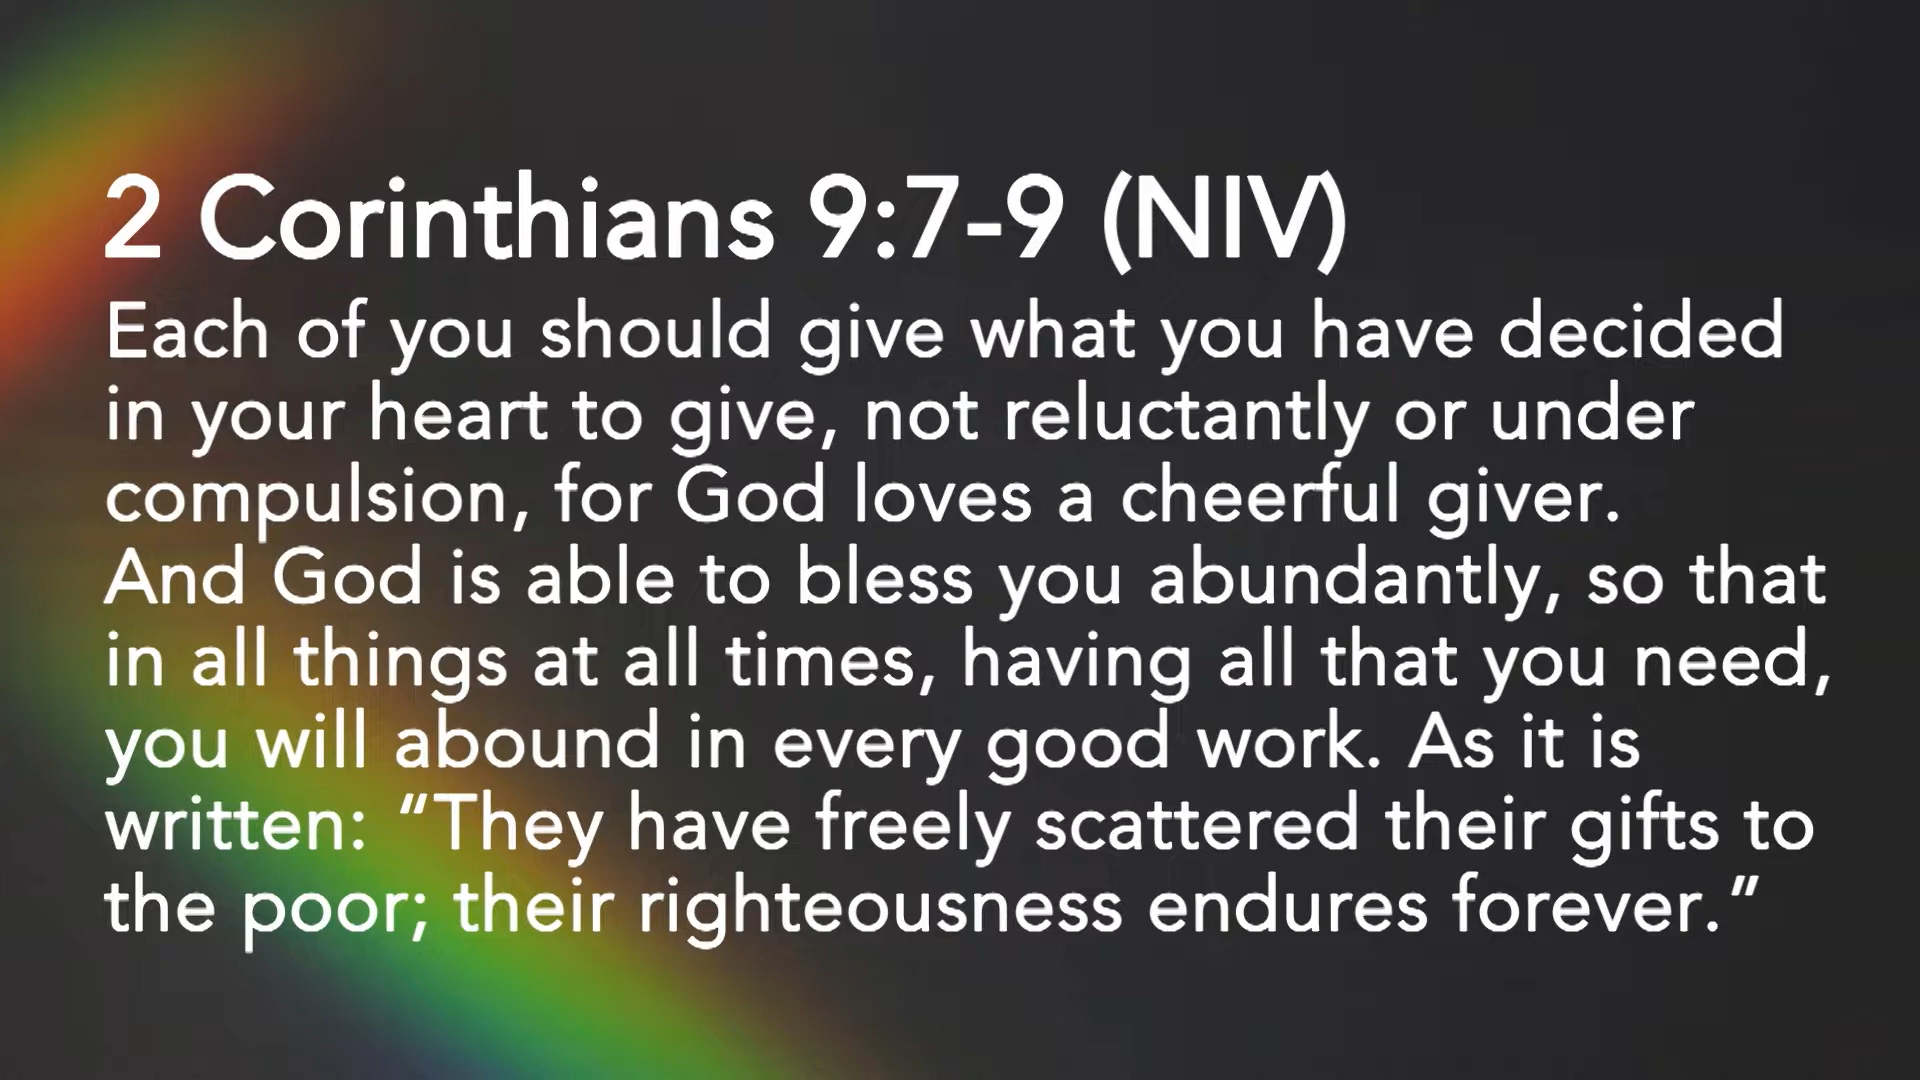 2 Corinthians 9:7-9 (NIV)
Each of you should give what you have decided
in your heart to give, not reluctantly or under
compulsion, for God loves a cheerful giver.
And God is able to bless you abundantly, so that
in all things at all times, having all that you need,
you will abound in every good work. As it is
written: “They have freely scattered their gifts to
the poor; their righteousness endures forever.”